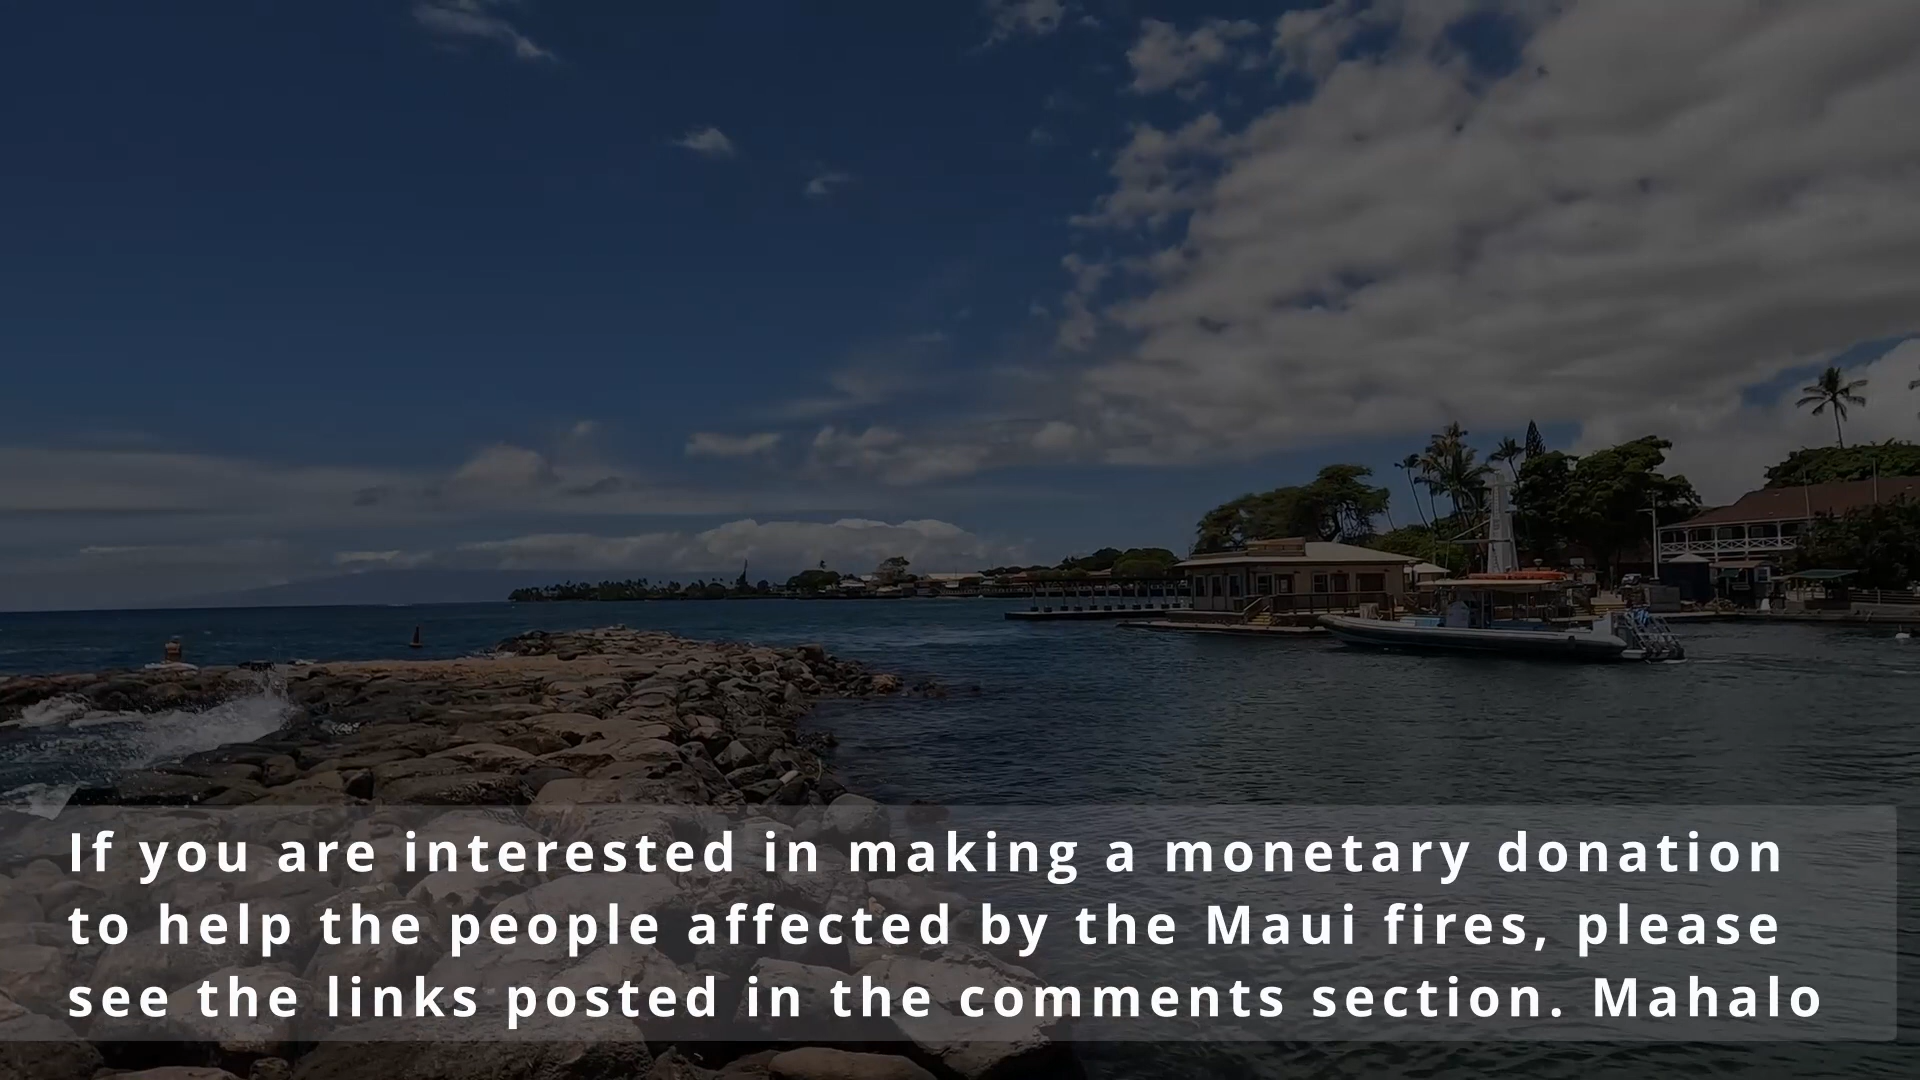 If you are interested in making a monetary donation
to help the people affected by the Maui fires, please
see the links posted in the comments section. Mahalo